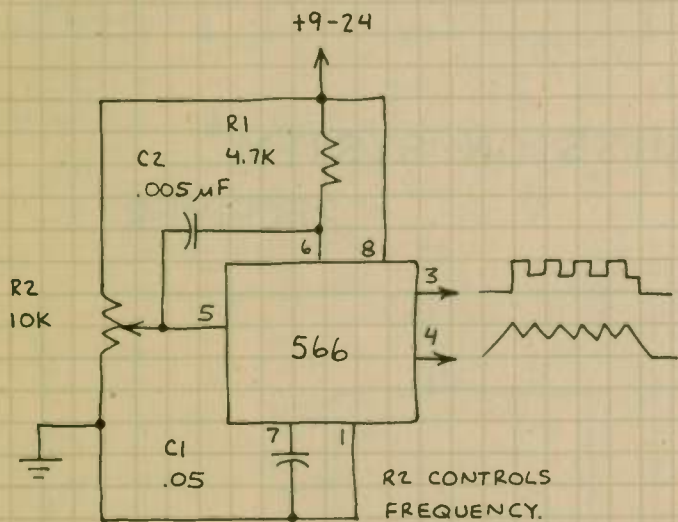 +9-24
R1
4.7K
C2
.005µF
6
8
3
R2
10K
5
566
4
7
1
C1
.05
R2 CONTROLS
FREQUENCY.